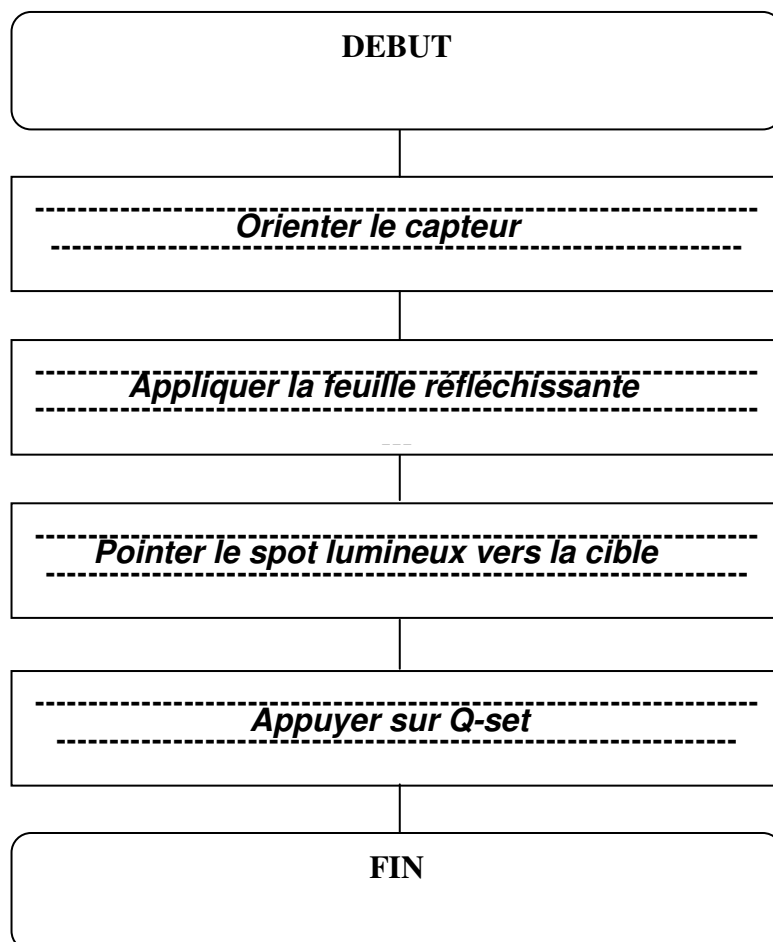 DEBUT
Orienter le capteur
Appliquer la feuille réfléchissante
Pointer le spot lumineux vers la cible
Appuyer sur Q-set
FIN